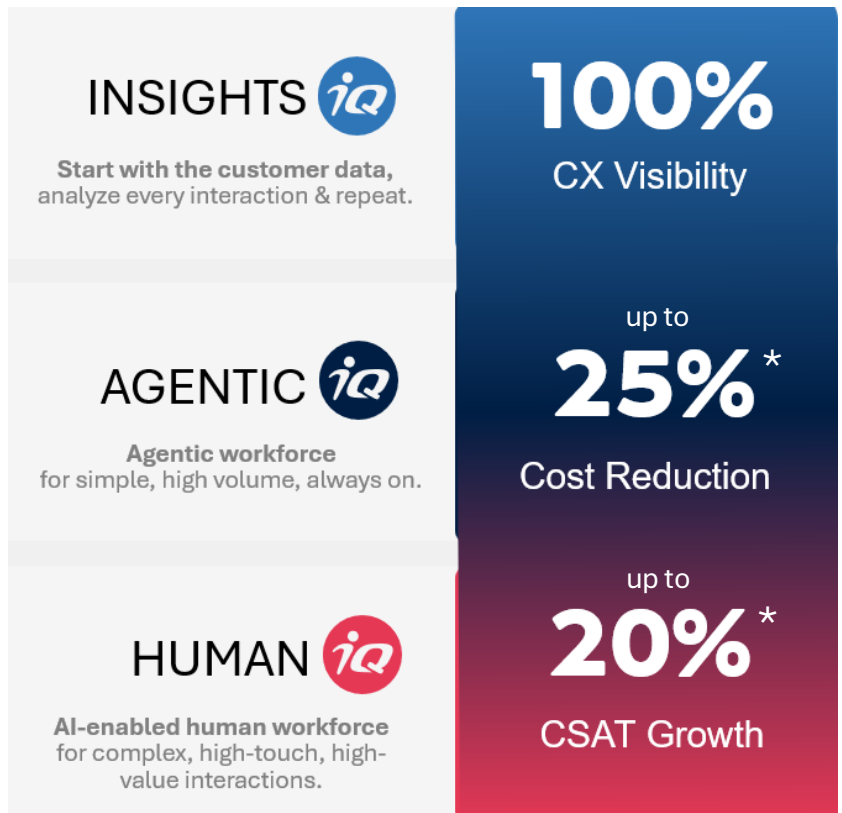 INSIGHTS iQ
Start with the customer data,
analyze every interaction & repeat.
100%
CX Visibility
AGENTIC iQ
Agentic workforce
for simple, high volume, always on.
up to
25%*
Cost Reduction
HUMAN iQ
AI-enabled human workforce
for complex, high-touch, high-
value interactions.
up to
20%*
CSAT Growth